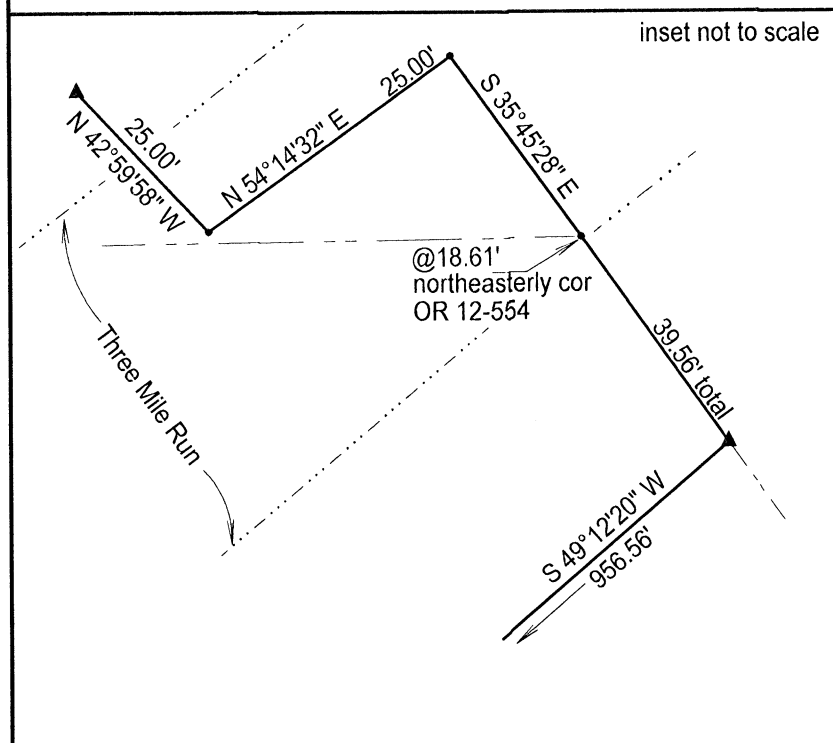 inset not to scale
25.00'
N 42°59'58" W
N 54°14'32" E
25.00'
S 35°45'28" E
@18.61'
northeasterly cor
OR 12-554
39.56' total
Three Mile Run
S 49°12'20" W
956.56'